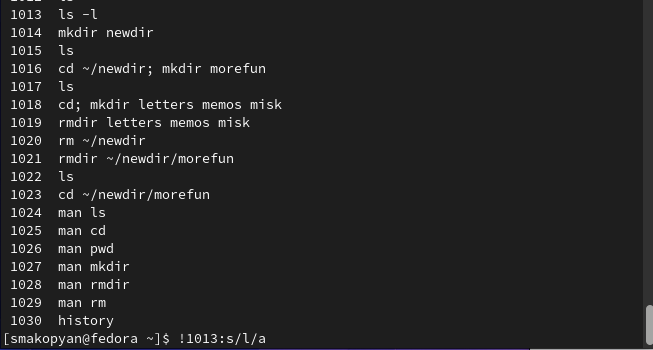 1013 ls -l
1014 mkdir newdir
1015 ls
1016 cd ~/newdir; mkdir morefun
1017 ls
1018 cd; mkdir letters memos misk
1019 rmdir letters memos misk
1020 rm ~/newdir
1021 rmdir ~/newdir/morefun
1022 ls
1023 cd ~/newdir/morefun
1024 man ls
1025 man cd
1026 man pwd
1027 man mkdir
1028 man rmdir
1029 man rm
1030 history
[smakopyan@fedora ~]$ !1013:s/l/a